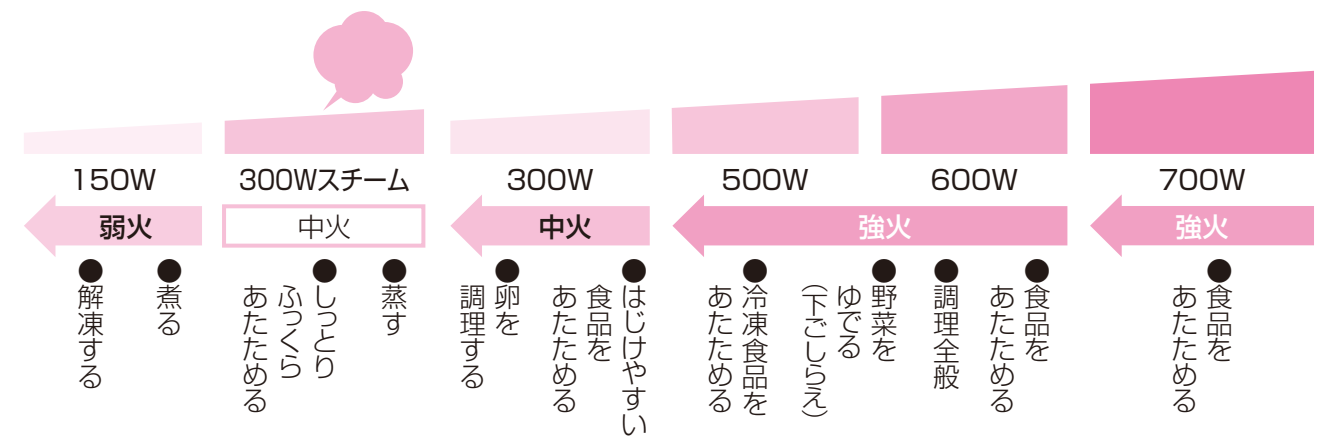 150W
300Wスチーム
300W
500W
600W
700W
弱火
中火
中火
強火
強火
●煮る
●解凍する
●蒸す
●しっとり
ふっくら
あたためる
●はじけやすい
食品を
あたためる
●卵を
調理する
●食品を
あたためる
●調理全般
●野菜を
ゆでる
(下ごしらえ)
●冷凍食品を
あたためる
●食品を
あたためる